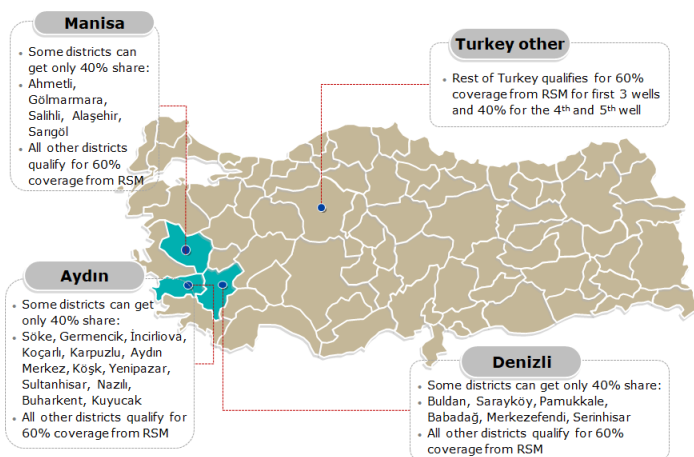 Manisa
• Some districts can
get only 40% share:
• Ahmetli,
Gölmarmara,
Salihli, Alaşehir,
Sarıgöl
• All other districts
qualify for 60%
coverage from RSM
Turkey other
• Rest of Turkey qualifies for 60%
coverage from RSM for first 3 wells
and 40% for the 4th and 5th well
Aydın
• Some districts can get
only 40% share:
• Söke, Germencik, İncirliova,
Koçarlı, Karpuzlu, Aydın
Merkez, Köşk, Yenipazar,
Sultanhisar, Nazılı,
Buharkent, Kuyucak
• All other districts qualify for
60% coverage from RSM
Denizli
• Some districts can get only 40% share:
• Buldan, Sarayköy, Pamukkale,
Babadağ, Merkezefendi, Serinhisar
• All other districts qualify for 60%
coverage from RSM